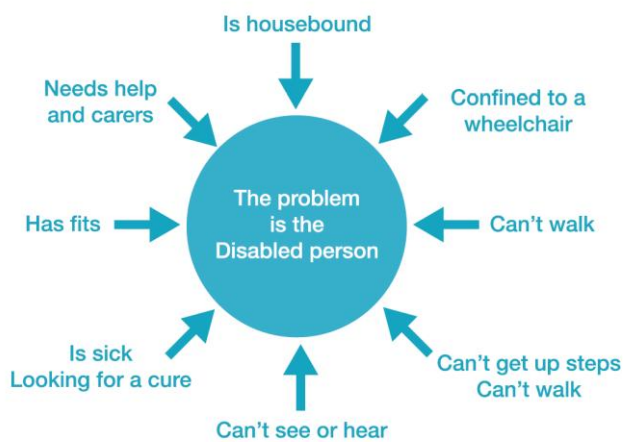 Is housebound
Needs help
and carers
Confined to a
wheelchair
The problem
is the
Disabled person
Has fits
Can't walk
Is sick
Looking for a cure
Can't get up steps
Can't walk
Can't see or hear